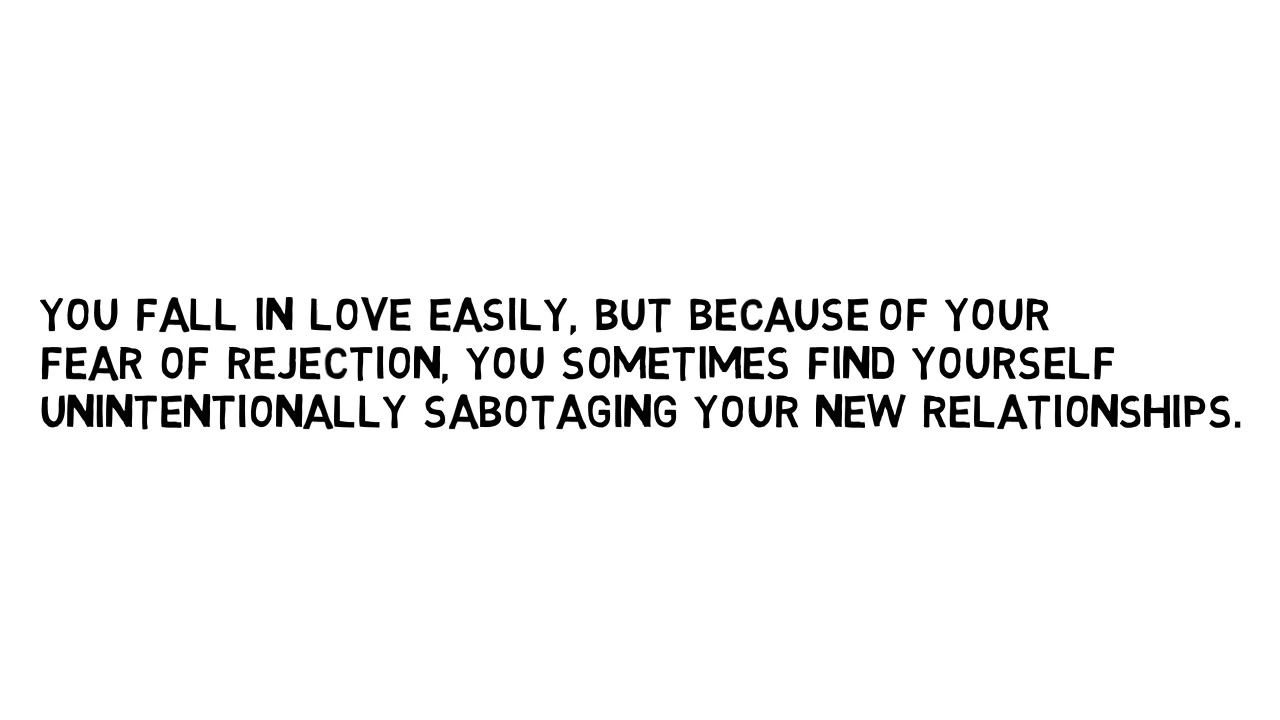 YOU FALL IN LOVE EASILY, BUT BECAUSE OF YOUR
FEAR OF REJECTION, YOU SOMETIMES FIND YOURSELF
UNINTENTIONALLY SABOTAGING YOUR NEW RELATIONSHIPS.